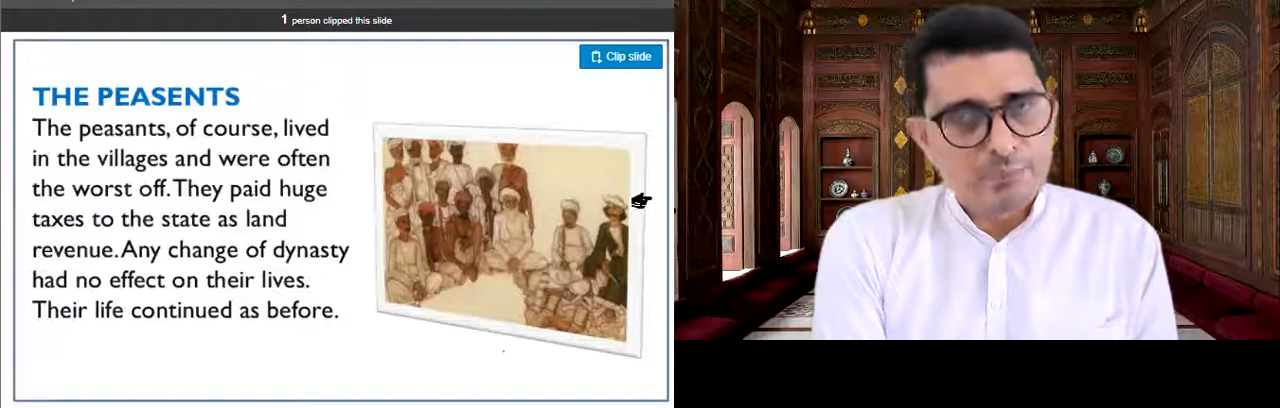 1 person clipped this slide
Clip slide
THE PEASENTS
The peasants, of course, lived
in the villages and were often
the worst off. They paid huge
taxes to the state as land
revenue. Any change of dynasty
had no effect on their lives.
Their life continued as before.